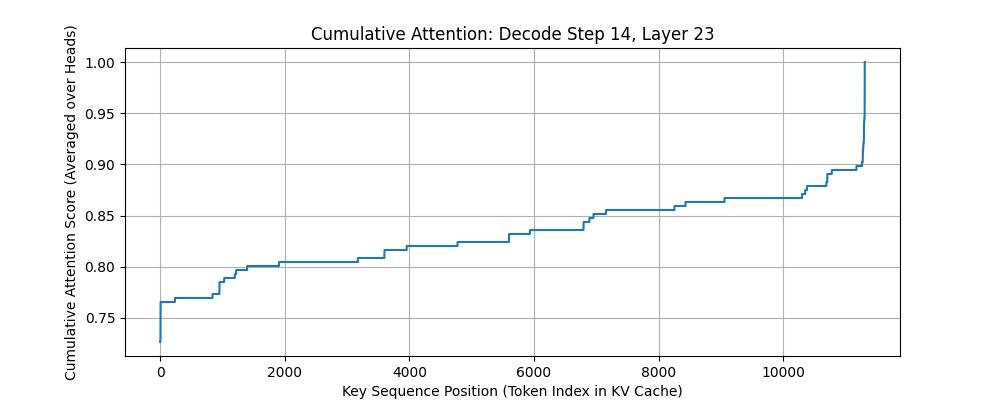 Cumulative Attention: Decode Step 14, Layer 23
Cumulative Attention Score (Averaged over Heads)
1.00
0.95
0.90
0.85
0.80
0.75
0 2000 4000 6000 8000 10000
Key Sequence Position (Token Index in KV Cache)